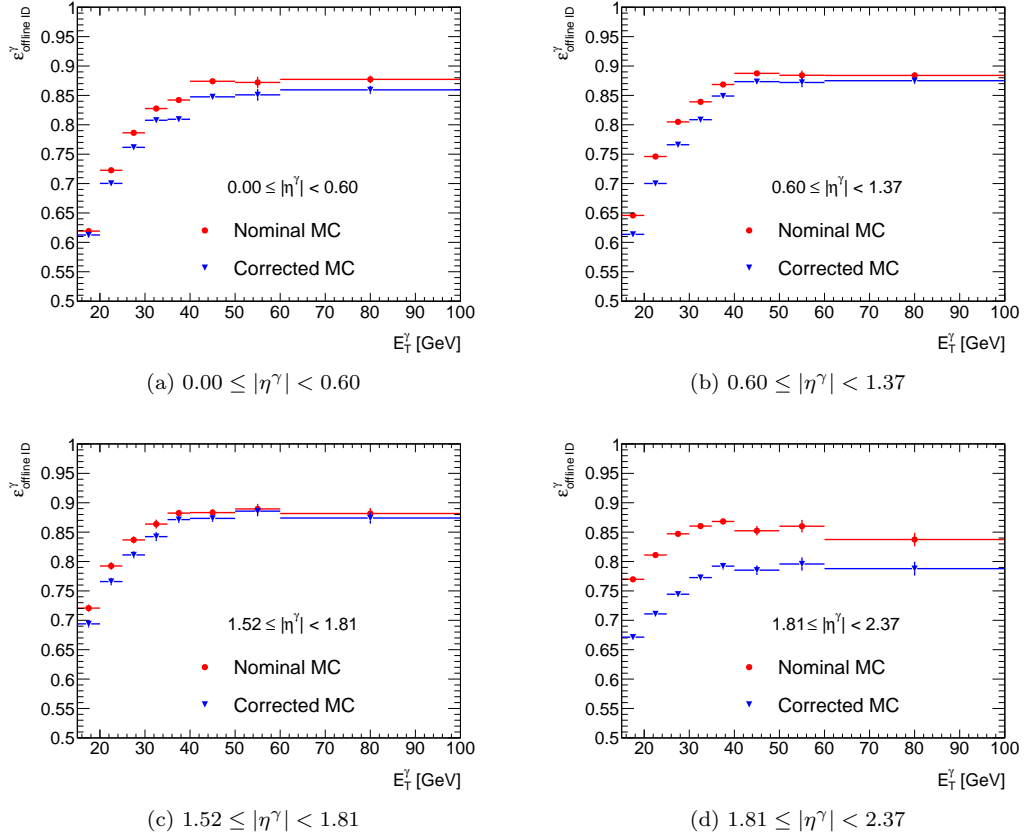 ε^γ_offline ID
1
0.95
0.9
0.85
0.8
0.75
0.7
0.65
0.6
0.55
0.5
0.00 ≤ |η^γ| < 0.60
Nominal MC
Corrected MC
20 30 40 50 60 70 80 90 100
E_T^γ [GeV]
(a) 0.00 ≤ |η^γ| < 0.60
ε^γ_offline ID
1
0.95
0.9
0.85
0.8
0.75
0.7
0.65
0.6
0.55
0.5
0.60 ≤ |η^γ| < 1.37
Nominal MC
Corrected MC
20 30 40 50 60 70 80 90 100
E_T^γ [GeV]
(b) 0.60 ≤ |η^γ| < 1.37
ε^γ_offline ID
1
0.95
0.9
0.85
0.8
0.75
0.7
0.65
0.6
0.55
0.5
1.52 ≤ |η^γ| < 1.81
Nominal MC
Corrected MC
20 30 40 50 60 70 80 90 100
E_T^γ [GeV]
(c) 1.52 ≤ |η^γ| < 1.81
ε^γ_offline ID
1
0.95
0.9
0.85
0.8
0.75
0.7
0.65
0.6
0.55
0.5
1.81 ≤ |η^γ| < 2.37
Nominal MC
Corrected MC
20 30 40 50 60 70 80 90 100
E_T^γ [GeV]
(d) 1.81 ≤ |η^γ| < 2.37